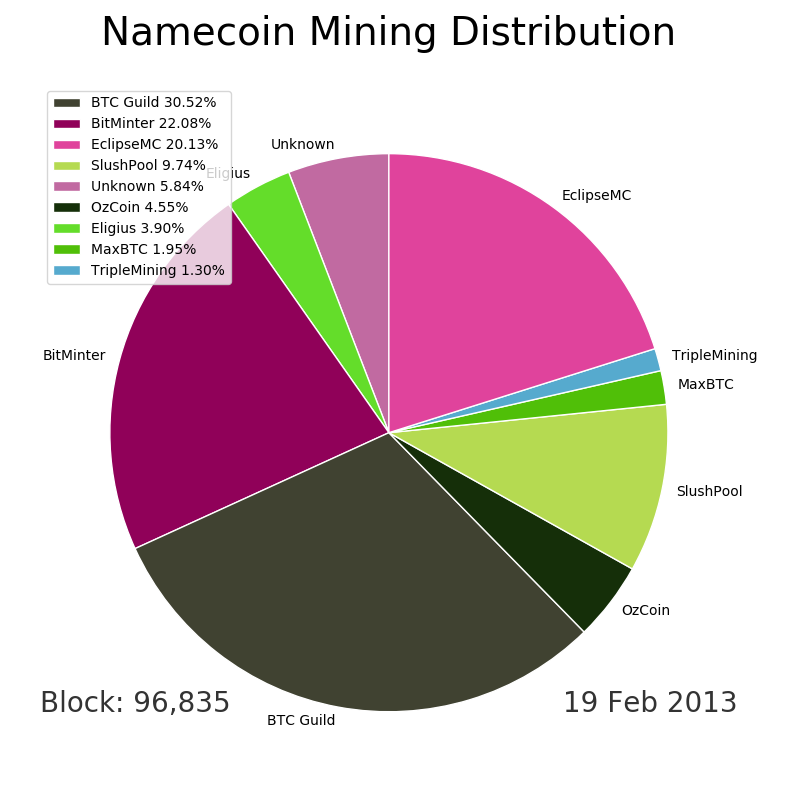 Namecoin Mining Distribution
BTC Guild 30.52%
BitMinter 22.08%
EclipseMC 20.13%
SlushPool 9.74%
Unknown 5.84%
OzCoin 4.55%
Eligius 3.90%
MaxBTC 1.95%
TripleMining 1.30%
Unknown
Eligius
EclipseMC
BitMinter
TripleMining
MaxBTC
SlushPool
OzCoin
BTC Guild
Block: 96,835
19 Feb 2013